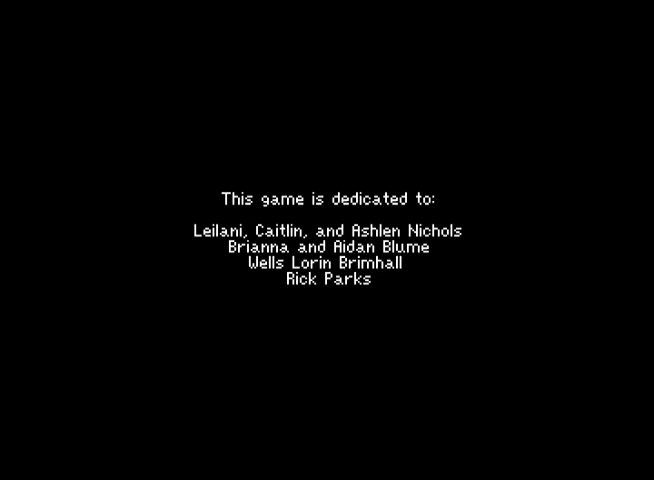 This game is dedicated to:
Leilani, Caitlin, and Ashlen Nichols
Brianna and Aidan Blume
Wells Lorin Brimhall
Rick Parks